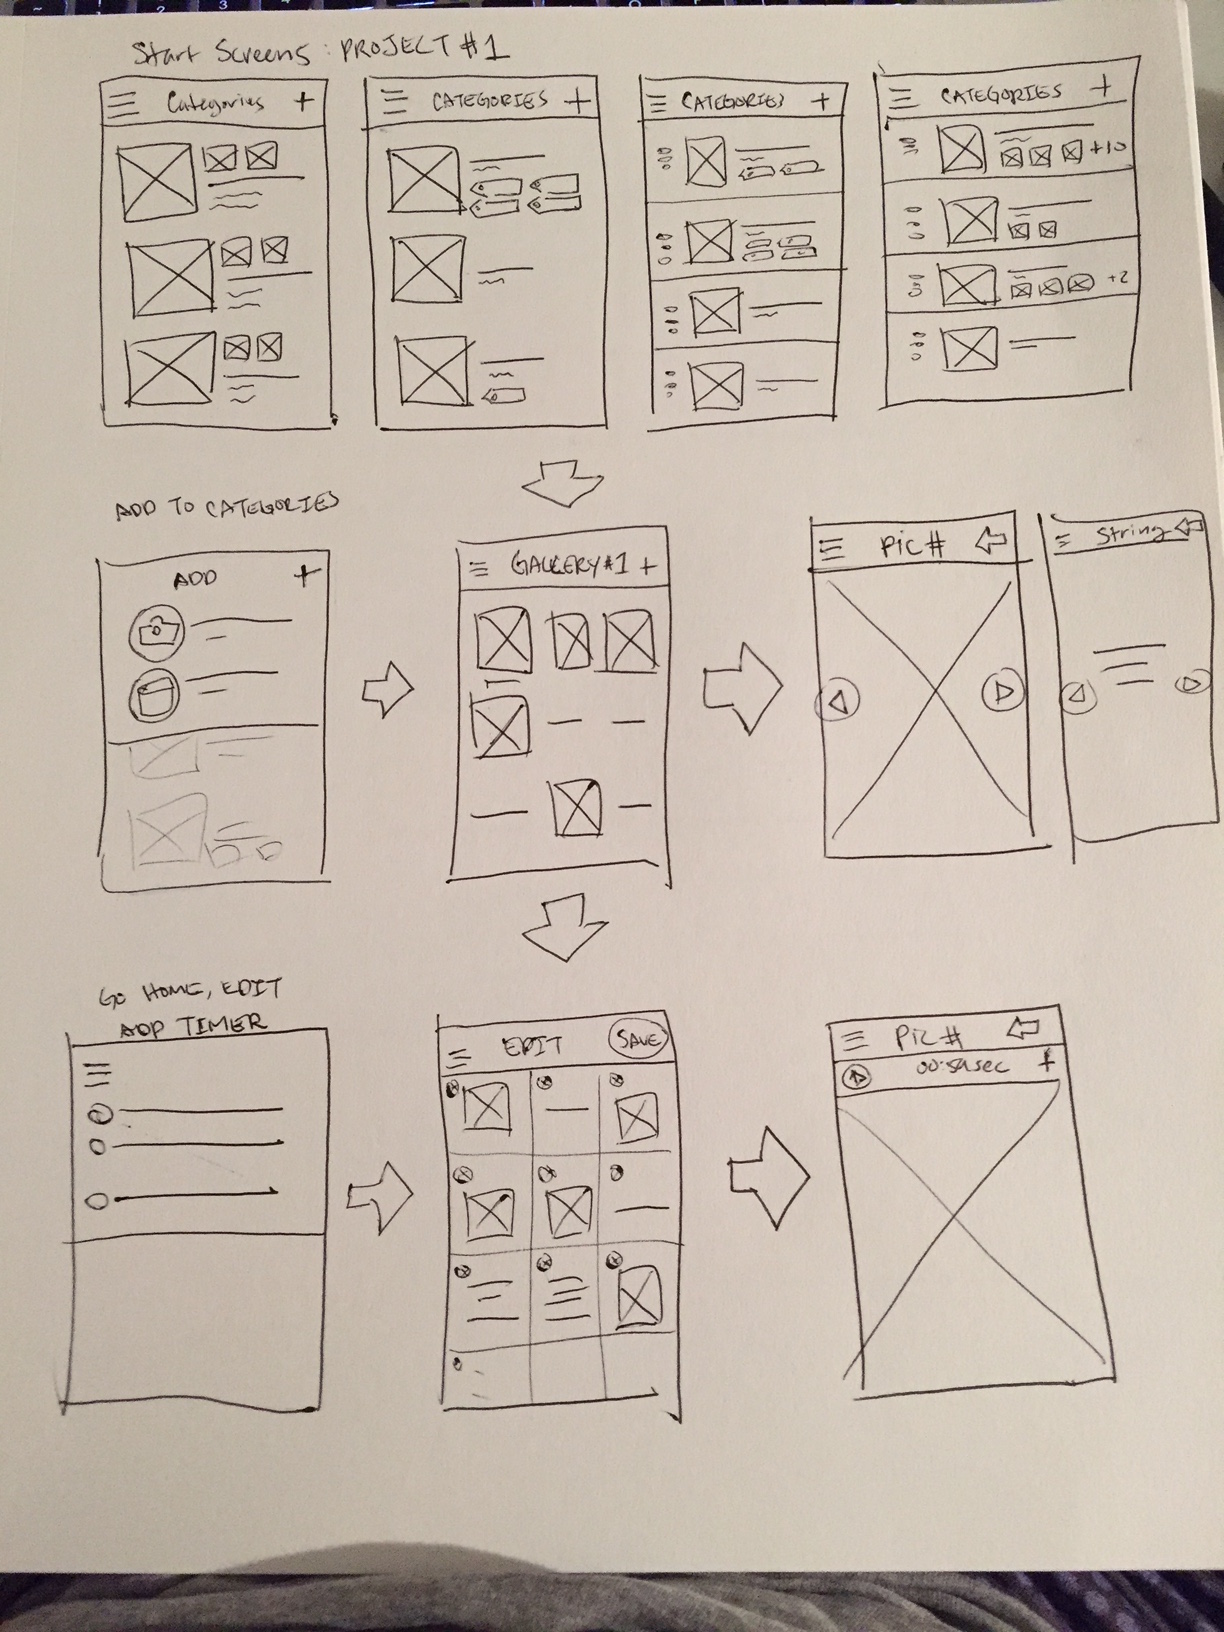 Start Screens: PROJECT #1
Categories +
CATEGORIES +
CATEGORIES +
CATEGORIES +
+10
+2
ADD TO CATEGORIES
ADD +
GALLERY #1 +
Pic #
String
GO HOME, EDIT
ADD TIMER
EDIT SAVE
Pic #
00:59sec +